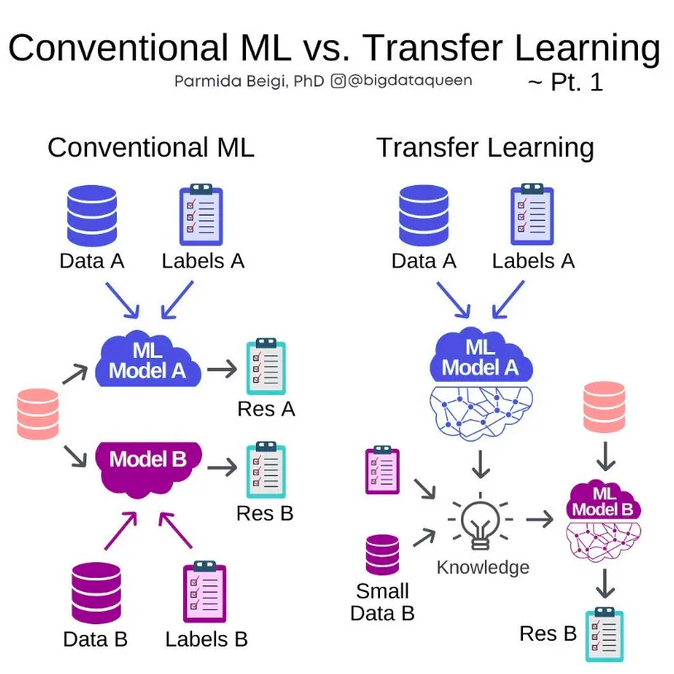 Conventional ML vs. Transfer Learning
Parmida Beigi, PhD @bigdataqueen
~ Pt. 1
Conventional ML
Data A
Labels A
ML
Model A
Res A
Model B
Res B
Data B
Labels B
Transfer Learning
Data A
Labels A
ML
Model A
Knowledge
Small
Data B
ML
Model B
Res B